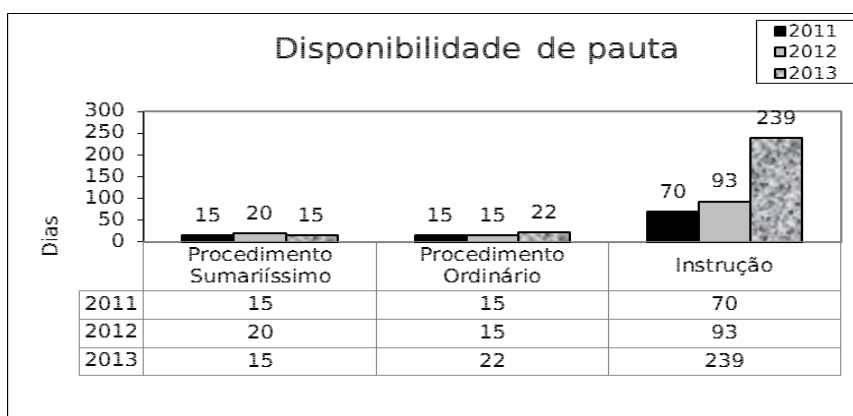 Disponibilidade de pauta
2011
2012
2013
Dias
300
250
200
150
100
50
0
15 20 15
15 15 22
70 93 239
Procedimento
Sumariíssimo
Procedimento
Ordinário
Instrução
2011 15 15 70
2012 20 15 93
2013 15 22 239